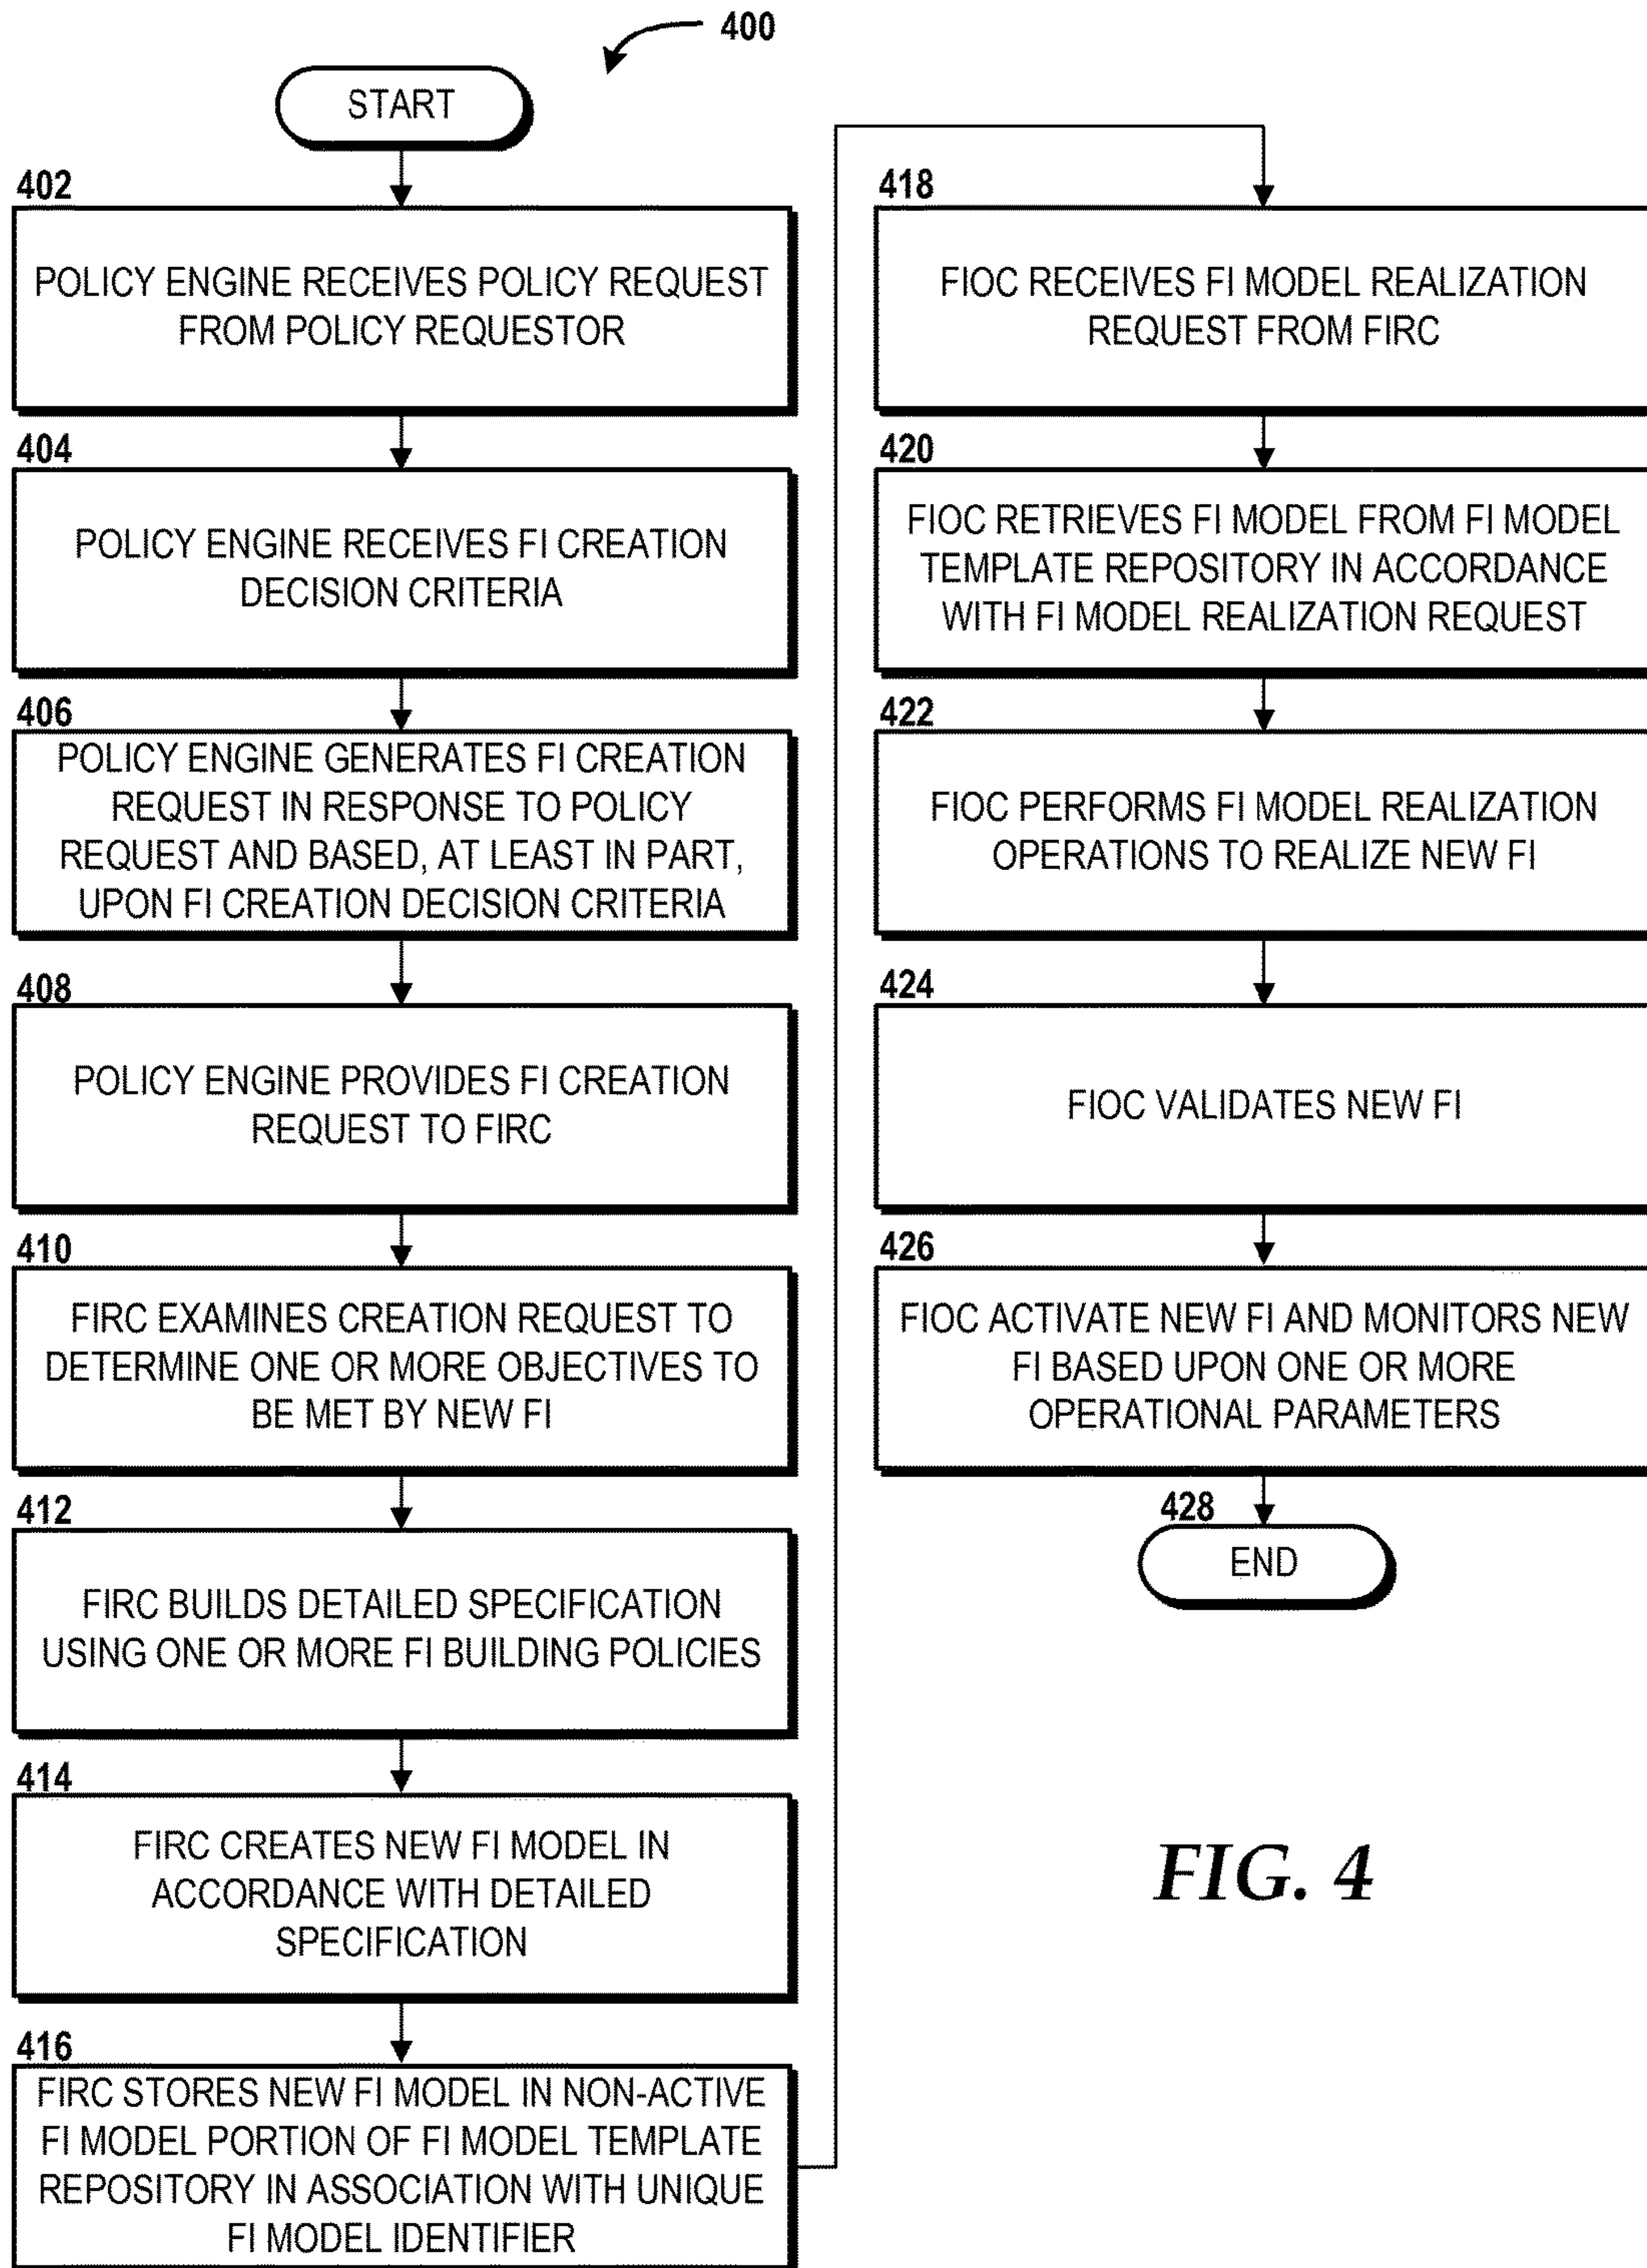 400
START
402
POLICY ENGINE RECEIVES POLICY REQUEST
FROM POLICY REQUESTOR
404
POLICY ENGINE RECEIVES FI CREATION
DECISION CRITERIA
406
POLICY ENGINE GENERATES FI CREATION
REQUEST IN RESPONSE TO POLICY
REQUEST AND BASED, AT LEAST IN PART,
UPON FI CREATION DECISION CRITERIA
408
POLICY ENGINE PROVIDES FI CREATION
REQUEST TO FIRC
410
FIRC EXAMINES CREATION REQUEST TO
DETERMINE ONE OR MORE OBJECTIVES TO
BE MET BY NEW FI
412
FIRC BUILDS DETAILED SPECIFICATION
USING ONE OR MORE FI BUILDING POLICIES
414
FIRC CREATES NEW FI MODEL IN
ACCORDANCE WITH DETAILED
SPECIFICATION
416
FIRC STORES NEW FI MODEL IN NON-ACTIVE
FI MODEL PORTION OF FI MODEL TEMPLATE
REPOSITORY IN ASSOCIATION WITH UNIQUE
FI MODEL IDENTIFIER
418
FIOC RECEIVES FI MODEL REALIZATION
REQUEST FROM FIRC
420
FIOC RETRIEVES FI MODEL FROM FI MODEL
TEMPLATE REPOSITORY IN ACCORDANCE
WITH FI MODEL REALIZATION REQUEST
422
FIOC PERFORMS FI MODEL REALIZATION
OPERATIONS TO REALIZE NEW FI
424
FIOC VALIDATES NEW FI
426
FIOC ACTIVATE NEW FI AND MONITORS NEW
FI BASED UPON ONE OR MORE
OPERATIONAL PARAMETERS
428
END
FIG. 4